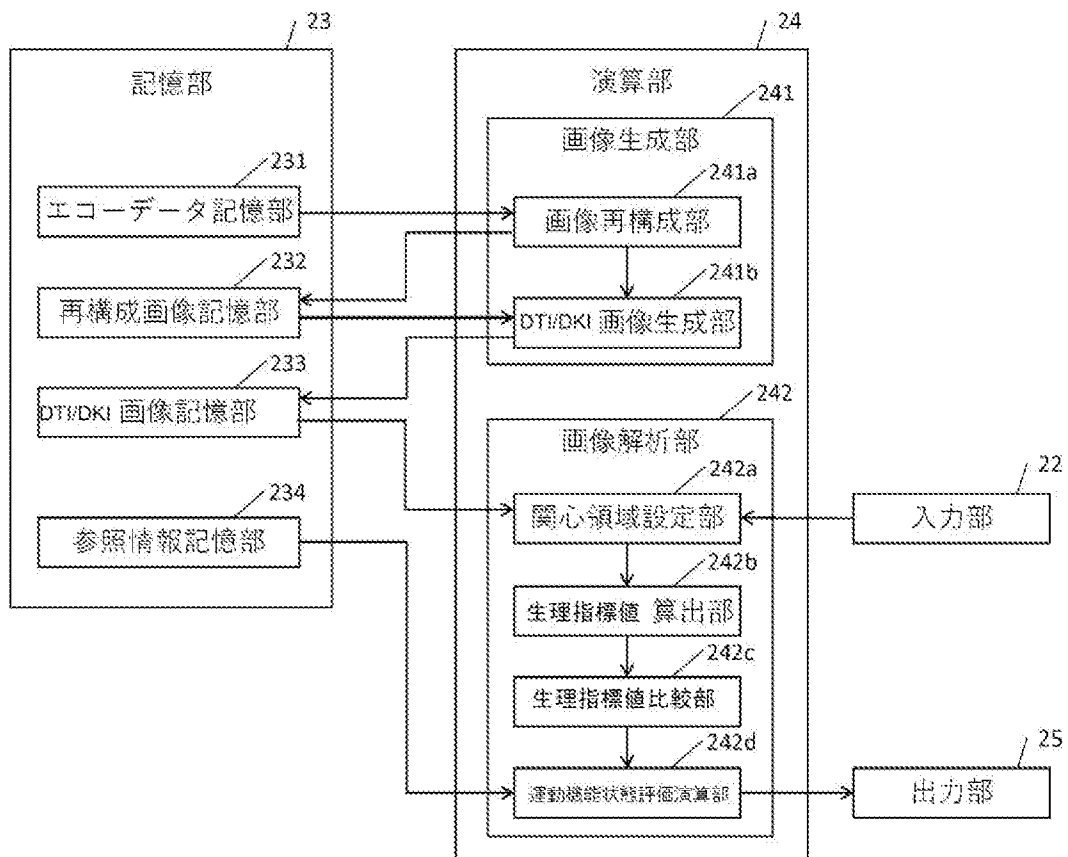 23
記憶部
231
エコーデータ記憶部
232
再構成画像記憶部
233
DTI/DKI 画像記憶部
234
参照情報記憶部
24
演算部
241
画像生成部
241a
画像再構成部
241b
DTI/DKI 画像生成部
242
画像解析部
242a
関心領域設定部
242b
生理指標値 算出部
242c
生理指標値比較部
242d
運動機能状態評価演算部
22
入力部
25
出力部